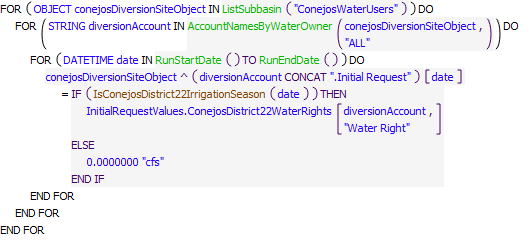 FOR ( OBJECT conejosDiversionSiteObject IN ListSubbasin ( "ConejosWaterUsers" ) ) DO
FOR ( STRING diversionAccount IN AccountNamesByWaterOwner ( conejosDiversionSiteObject , "ALL" ) ) DO
FOR ( DATETIME date IN RunStartDate ( ) TO RunEndDate ( ) ) DO
conejosDiversionSiteObject ^ ( diversionAccount CONCAT ".Initial Request" ) [ date ]
= IF ( IsConejosDistrict22IrrigationSeason ( date ) ) THEN
InitialRequestValues.ConejosDistrict22WaterRights [ diversionAccount , "Water Right" ]
ELSE
0.0000000 "cfs"
END IF
END FOR
END FOR
END FOR